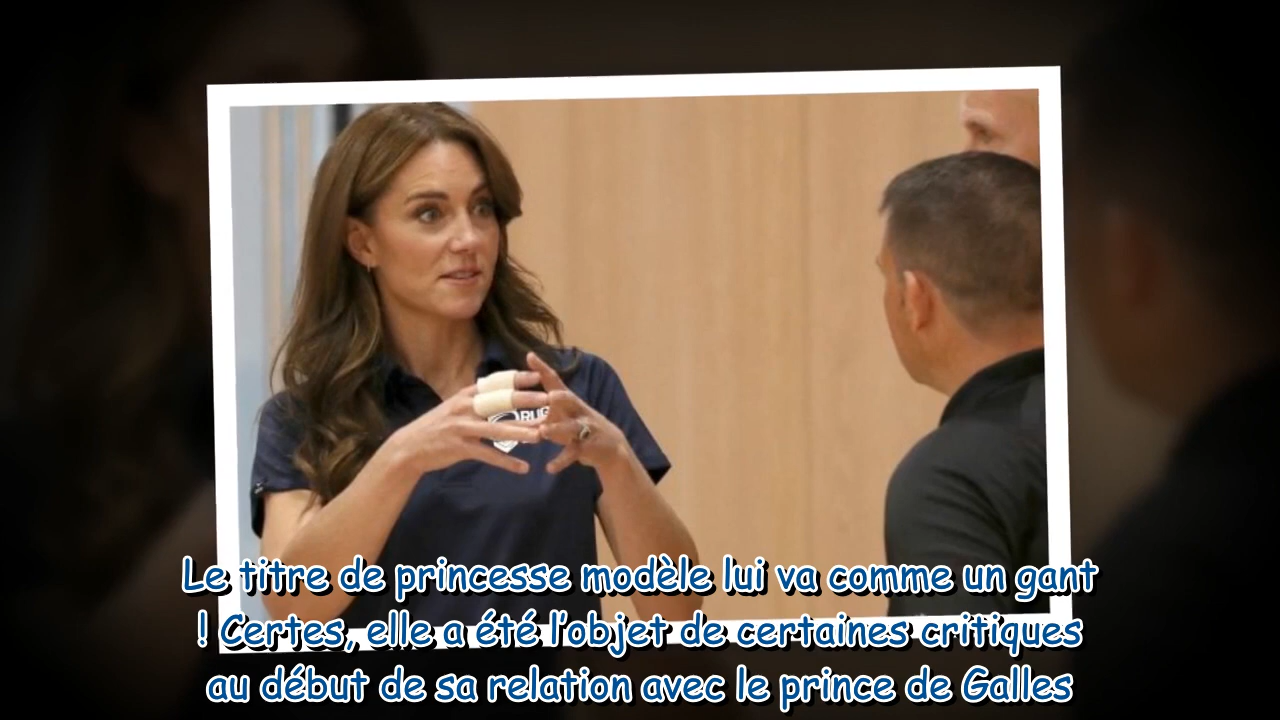 RUG
Le titre de princesse modèle lui va comme un gant
! Certes, elle a été l'objet de certaines critiques
au début de sa relation avec le prince de Galles